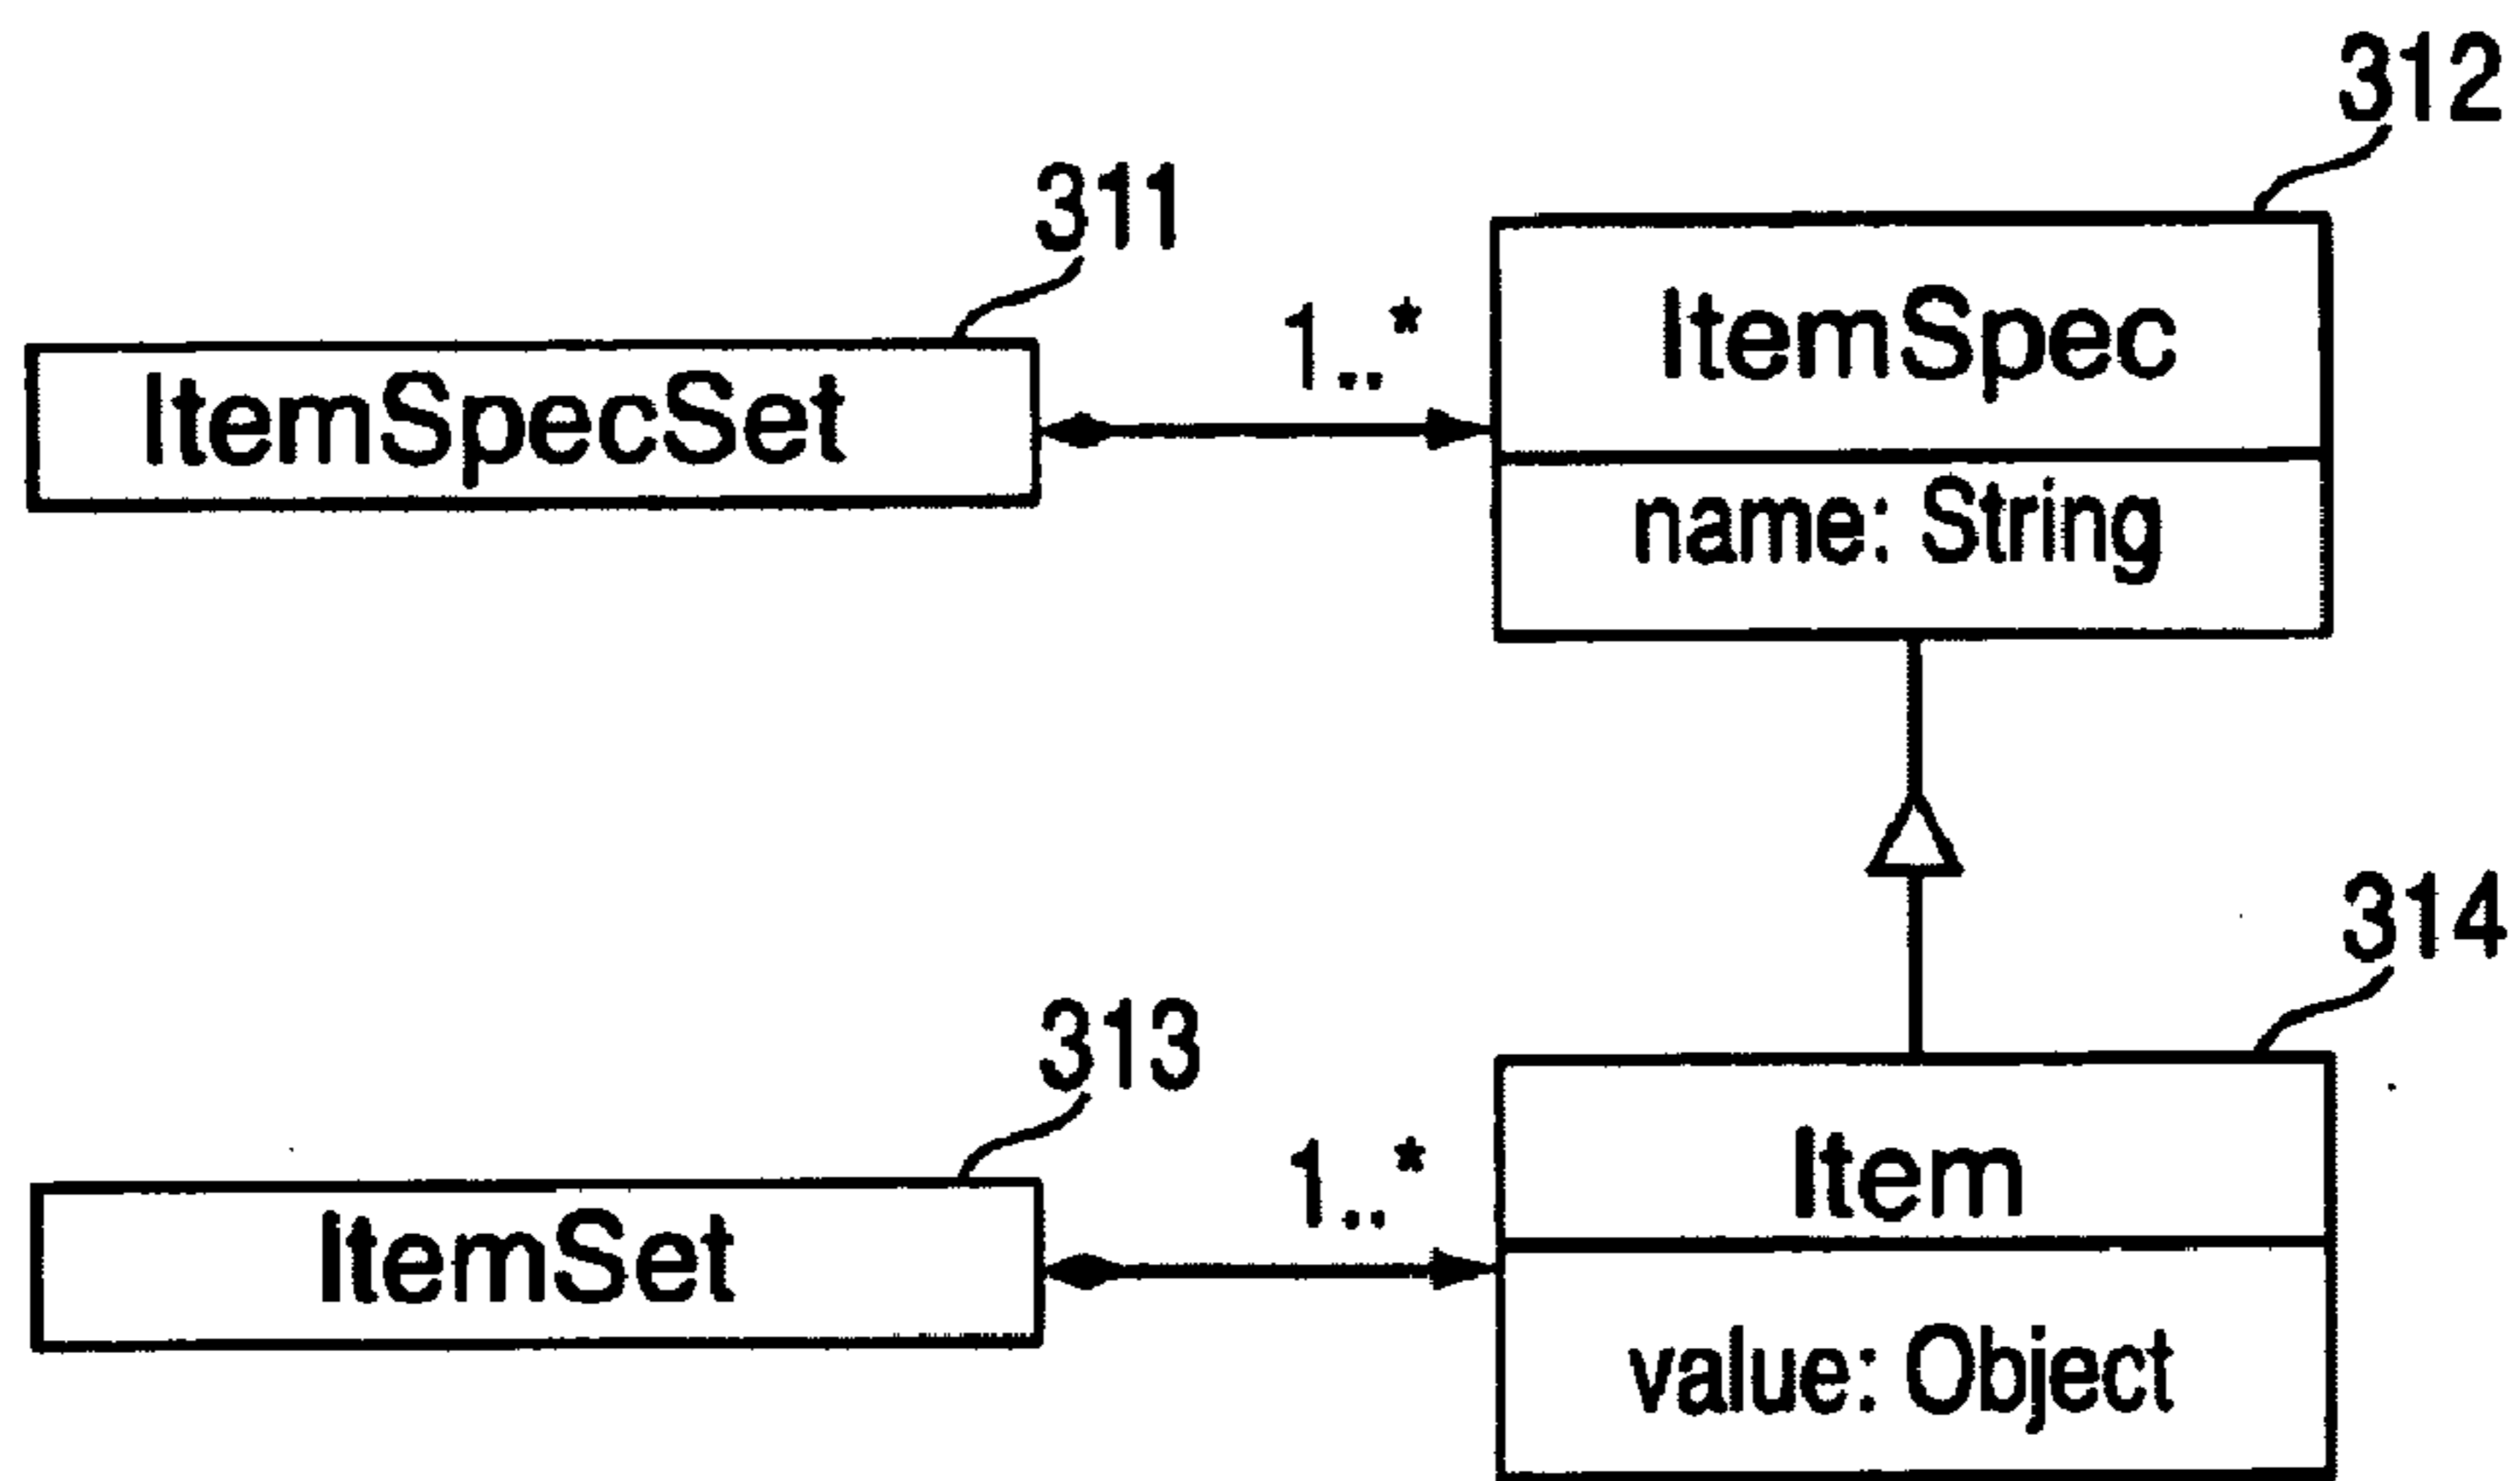 312
311
1..*
ItemSpec
ItemSpecSet
name: String
314
313
1..*
Item
ItemSet
value: Object